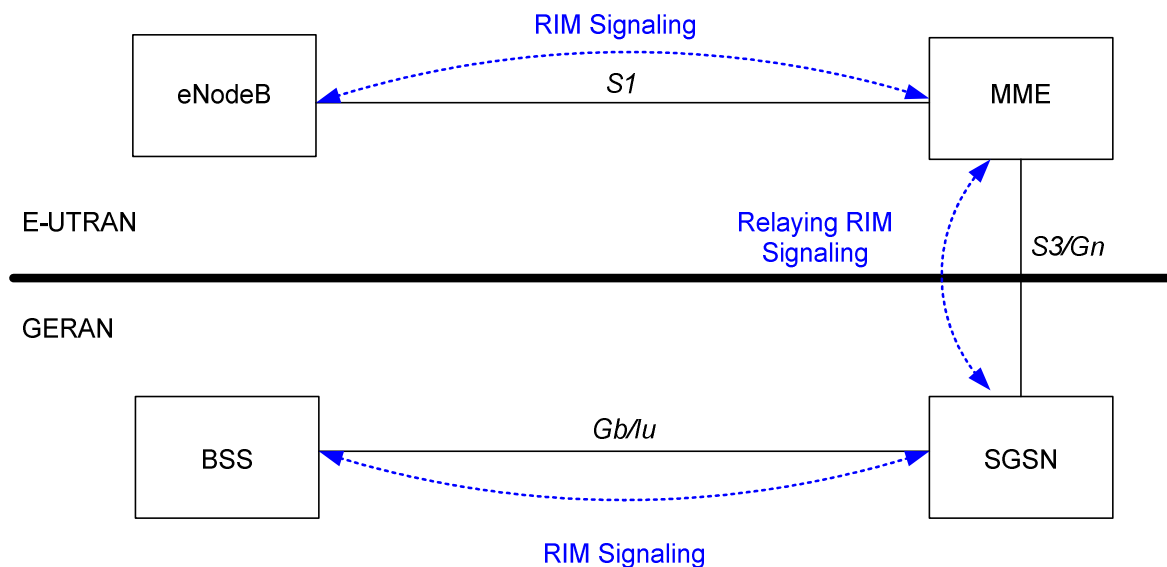 RIM Signaling
eNodeB
S1
MME
E-UTRAN
Relaying RIM
Signaling
S3/Gn
GERAN
BSS
Gb/Iu
SGSN
RIM Signaling